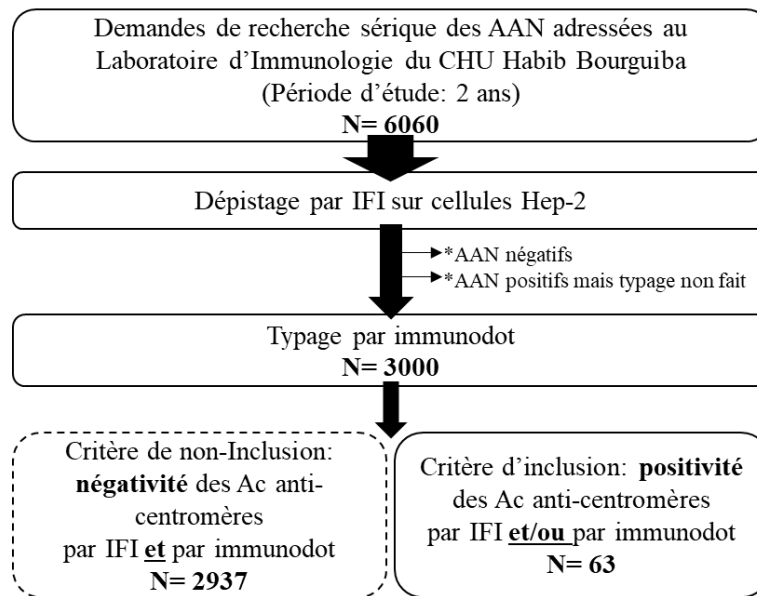 Demandes de recherche sérique des AAN adressées au
Laboratoire d'Immunologie du CHU Habib Bourguiba
(Période d'étude: 2 ans)
N= 6060
Dépistage par IFI sur cellules Hep-2
*AAN négatifs
*AAN positifs mais typage non fait
Typage par immunodot
N= 3000
Critère de non-Inclusion:
négativité des Ac anti-
centromères
par IFI et par immunodot
N= 2937
Critère d'inclusion: positivité
des Ac anti-centromères
par IFI et/ou par immunodot
N= 63